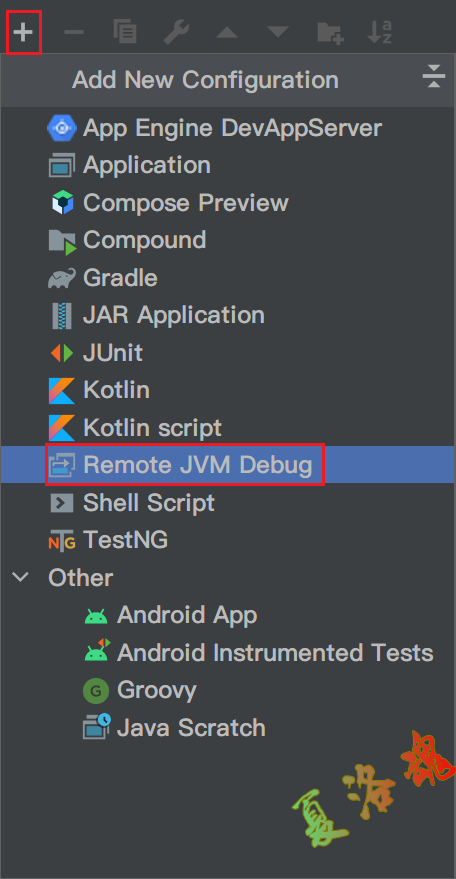 Add New Configuration
App Engine DevAppServer
Application
Compose Preview
Compound
Gradle
JAR Application
JUnit
Kotlin
Kotlin script
Remote JVM Debug
Shell Script
TestNG
Other
Android App
Android Instrumented Tests
Groovy
Java Scratch
夏洛魂